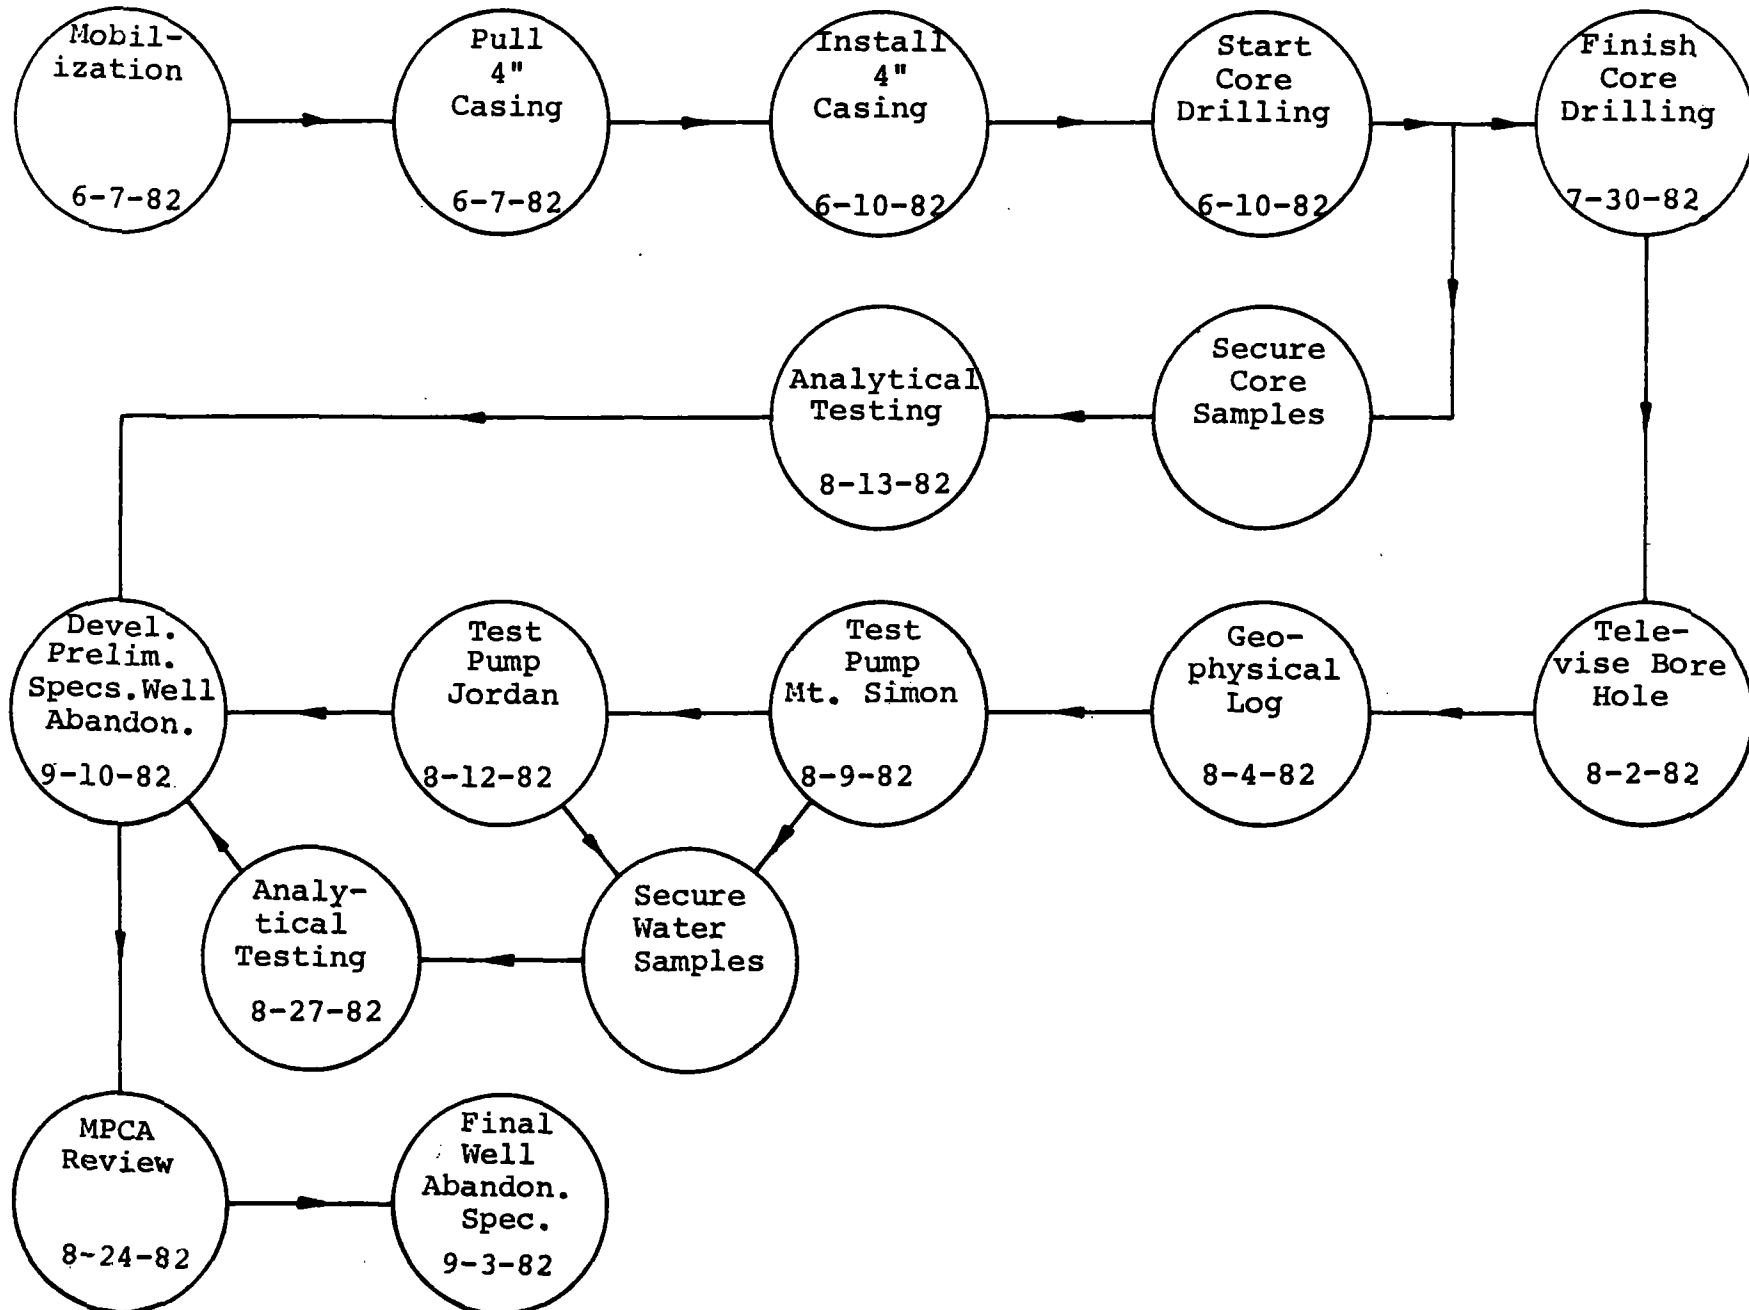 Mobil-
ization
6-7-82
Pull
4"
Casing
6-7-82
Install
4"
Casing
6-10-82
Start
Core
Drilling
6-10-82
Finish
Core
Drilling
7-30-82
Analytical
Testing
8-13-82
Secure
Core
Samples
Devel.
Prelim.
Specs.Well
Abandon.
9-10-82
Test
Pump
Jordan
8-12-82
Test
Pump
Mt. Simon
8-9-82
Geo-
physical
Log
8-4-82
Tele-
vise Bore
Hole
8-2-82
Analy-
tical
Testing
8-27-82
Secure
Water
Samples
MPCA
Review
8-24-82
Final
Well
Abandon.
Spec.
9-3-82